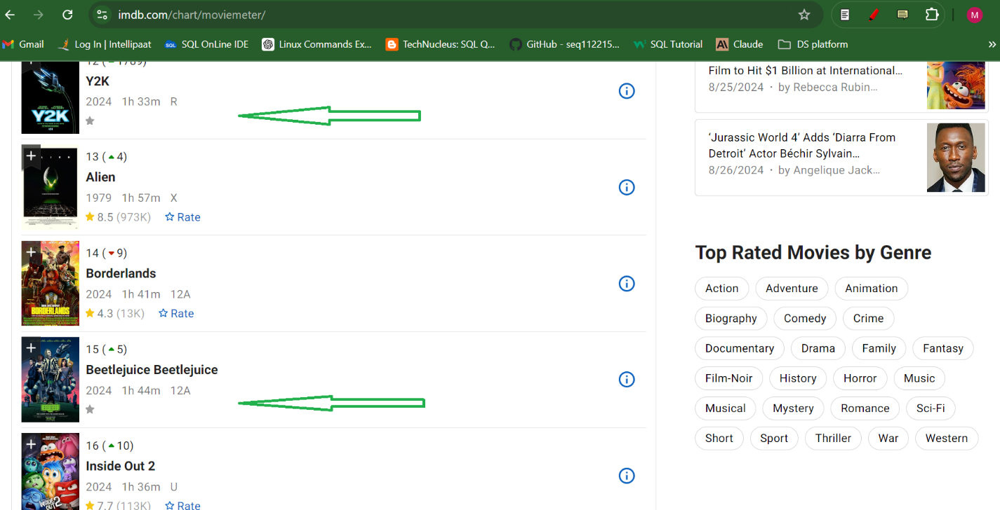 imdb.com/chart/moviemeter/
M
Gmail
Log In | Intellipaat
SQL OnLine IDE
Linux Commands Ex...
TechNucleus: SQL Q...
GitHub - seq112215...
SQL Tutorial
Claude
DS platform
»
Y2K
2024 1h 33m R
Y2K
13 ( 4)
Alien
1979 1h 57m X
8.5 (973K) Rate
ALIEN
14 ( 9)
Borderlands
2024 1h 41m 12A
4.3 (13K) Rate
BORDERLANDS
15 ( 5)
Beetlejuice Beetlejuice
2024 1h 44m 12A
16 ( 10)
Inside Out 2
2024 1h 36m U
7.7 (113K) Rate
INSIDE OUT 2
Film to Hit $1 Billion at International...
8/25/2024 · by Rebecca Rubin...
‘Jurassic World 4’ Adds ‘Diarra From
Detroit’ Actor Béchir Sylvain...
8/26/2024 · by Angelique Jack...
Top Rated Movies by Genre
Action Adventure Animation
Biography Comedy Crime
Documentary Drama Family Fantasy
Film-Noir History Horror Music
Musical Mystery Romance Sci-Fi
Short Sport Thriller War Western